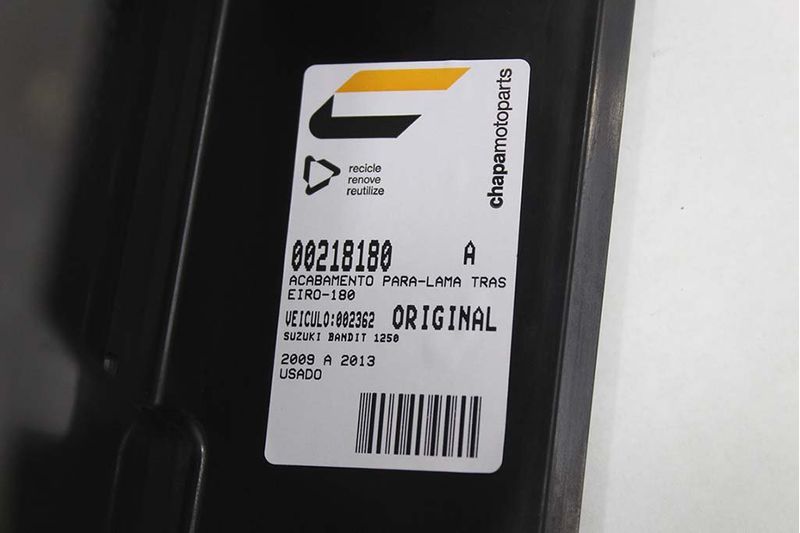 chapamotoparts
recicle
renove
reutilize
00218180 A
ACABAMENTO PARA-LAMA TRAS
EIRO-180
VEICULO:002362 ORIGINAL
SUZUKI BANDIT 1250
2009 A 2013
USADO